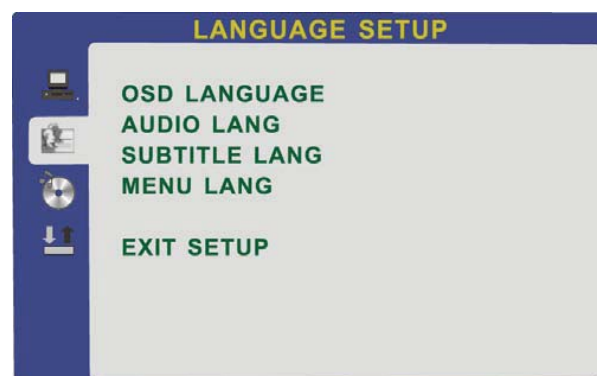 LANGUAGE SETUP
OSD LANGUAGE
AUDIO LANG
SUBTITLE LANG
MENU LANG
EXIT SETUP